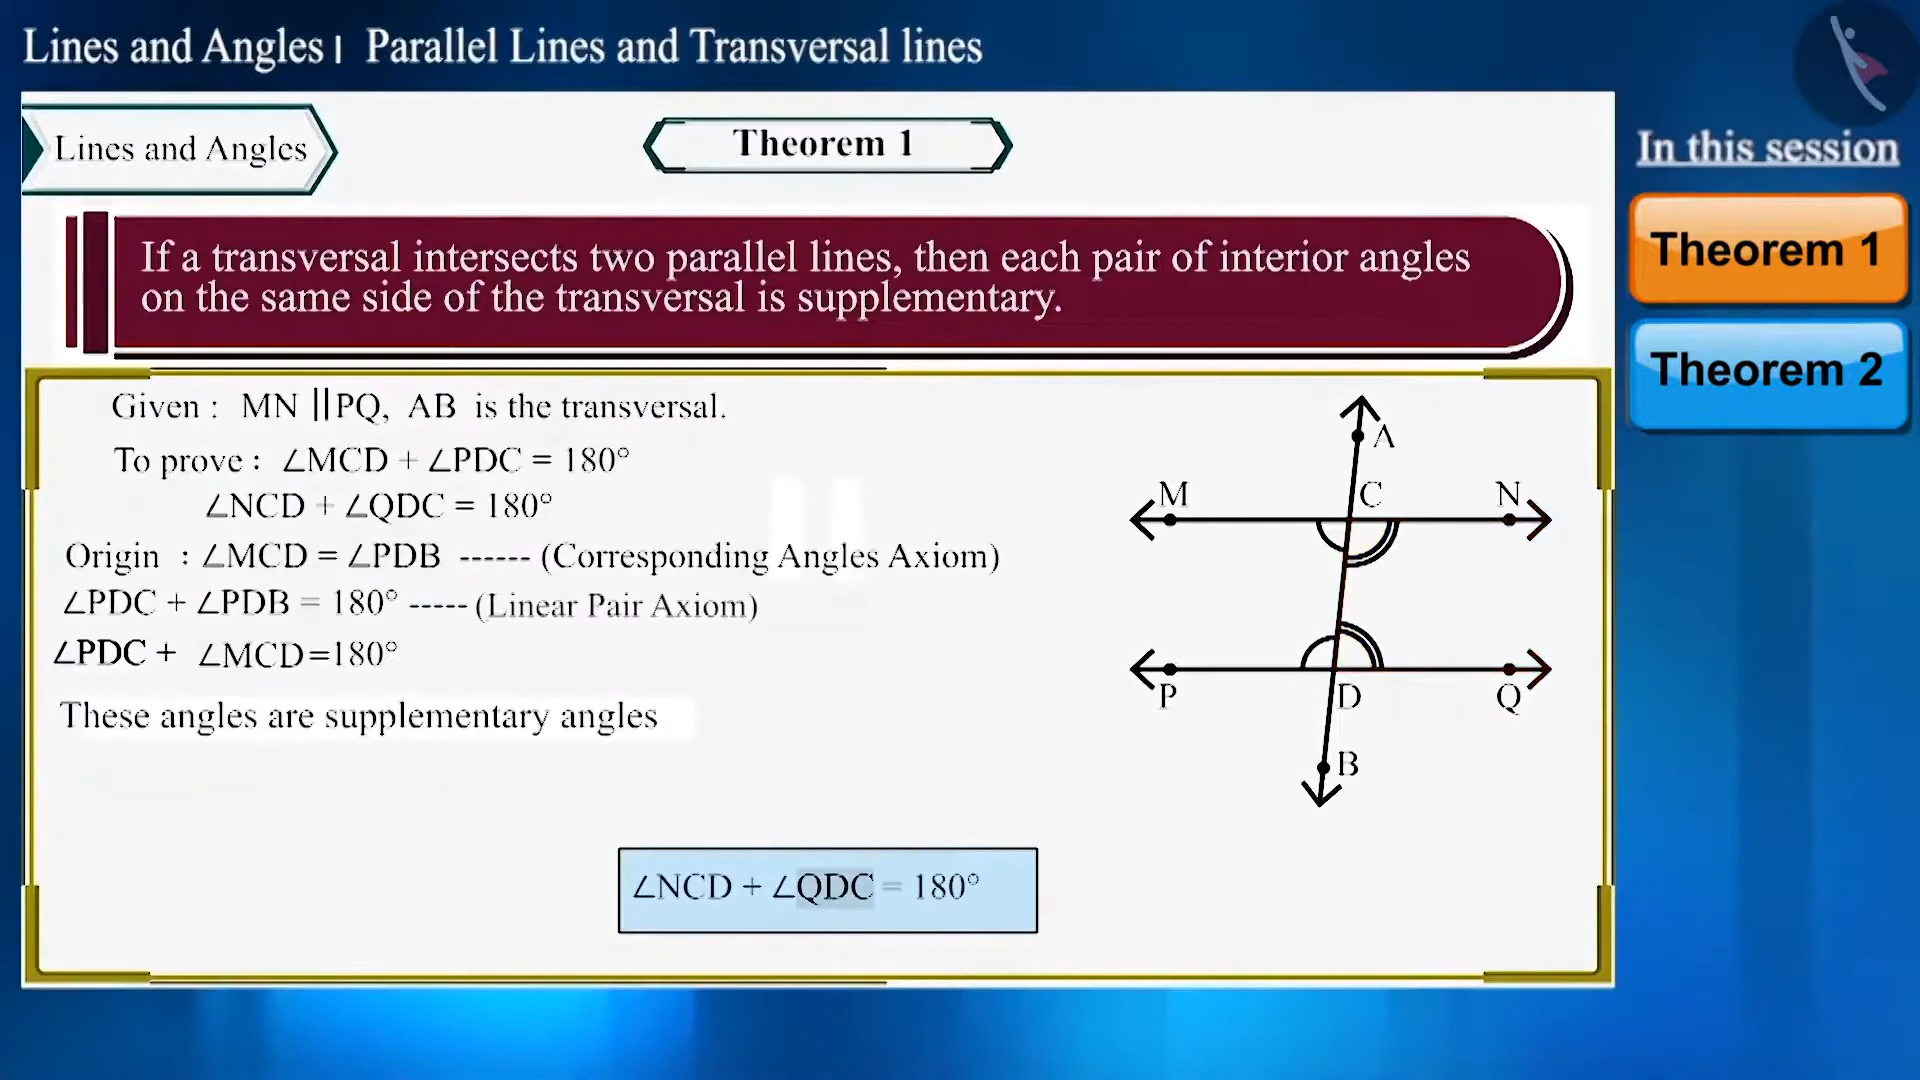 Lines and Angles। Parallel Lines and Transversal lines
Lines and Angles
Theorem 1
In this session
Theorem 1
Theorem 2
If a transversal intersects two parallel lines, then each pair of interior angles
on the same side of the transversal is supplementary.
Given : MN ||PQ, AB is the transversal.
To prove : ∠MCD + ∠PDC = 180°
∠NCD + ∠QDC = 180°
Origin : ∠MCD = ∠PDB ------ (Corresponding Angles Axiom)
∠PDC + ∠PDB = 180° ----- (Linear Pair Axiom)
∠PDC + ∠MCD=180°
These angles are supplementary angles
∠NCD + ∠QDC = 180°
A
M C N
P D Q
B